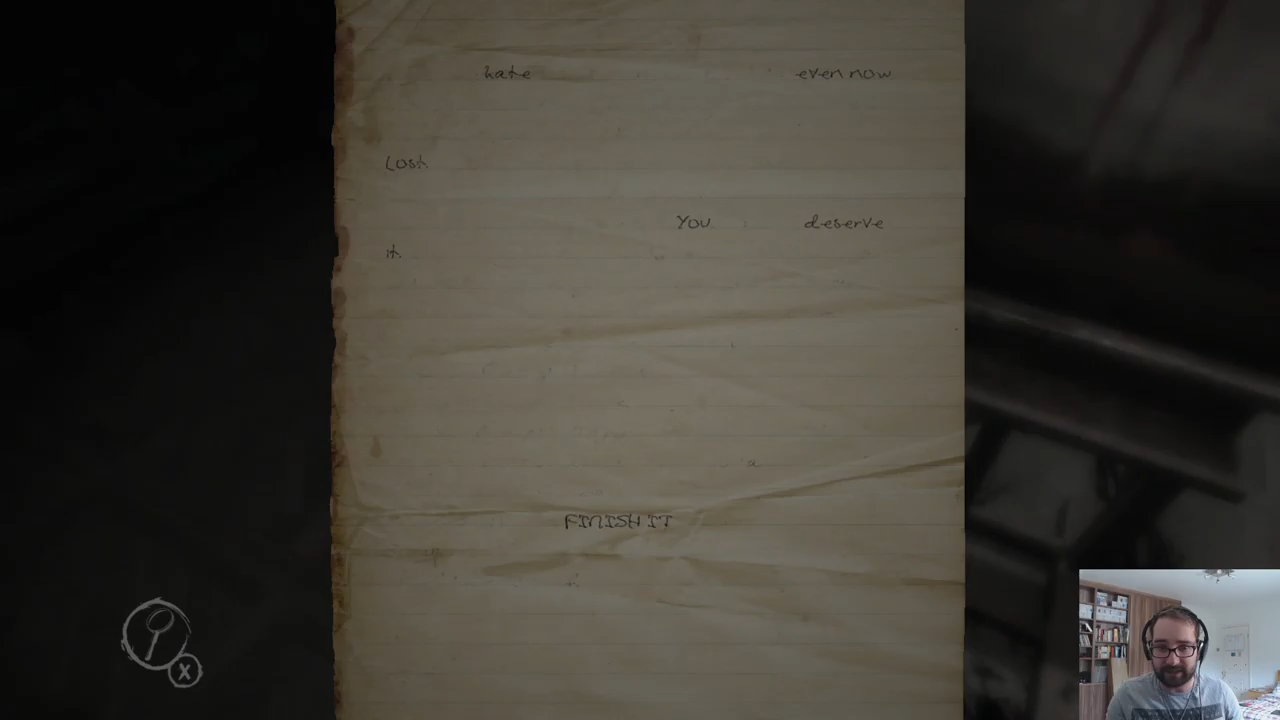 hate even now
Lost.
You deserve
it.
a
FINISH IT
X